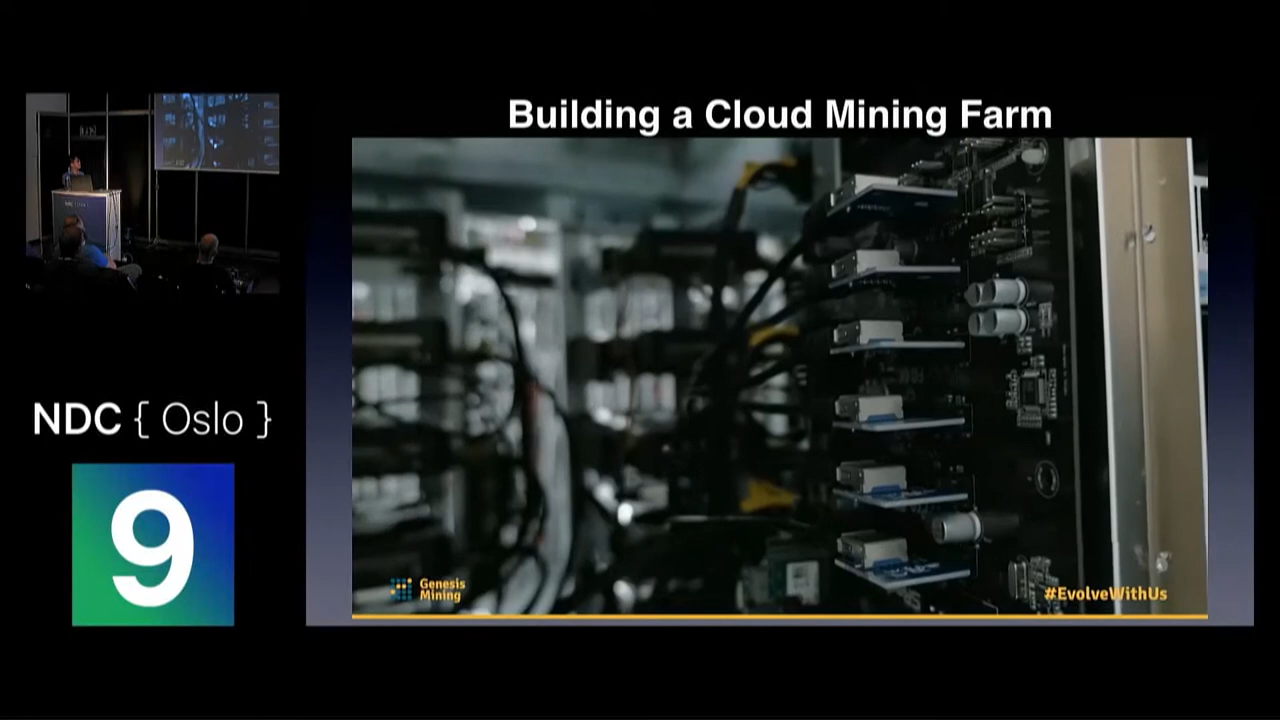 Building a Cloud Mining Farm
NDC { Oslo }
9
Genesis
Mining
#EvolveWithUs